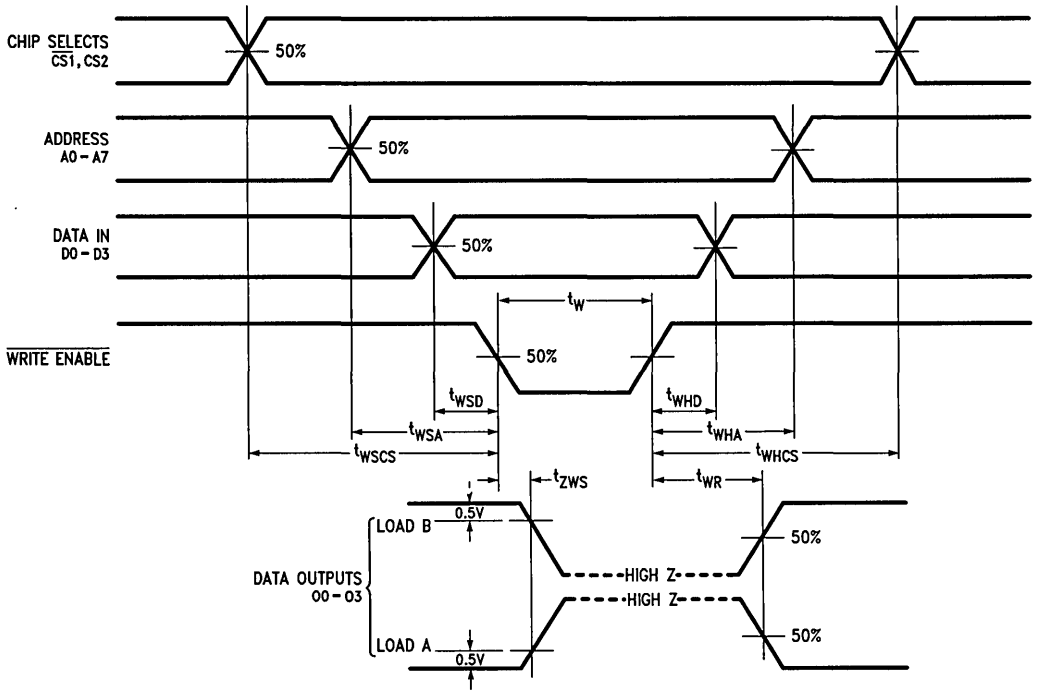 CHIP SELECTS
C̅S̅1̅, CS2
50%
ADDRESS
A0–A7
50%
DATA IN
D0–D3
50%
tW
WRITE ENABLE
50%
tWSD
tWHD
tWSA
tWHA
tWSCS
tWHCS
tZWS
tWR
0.5V
LOAD B
50%
DATA OUTPUTS
O0–O3
HIGH Z
HIGH Z
LOAD A
50%
0.5V